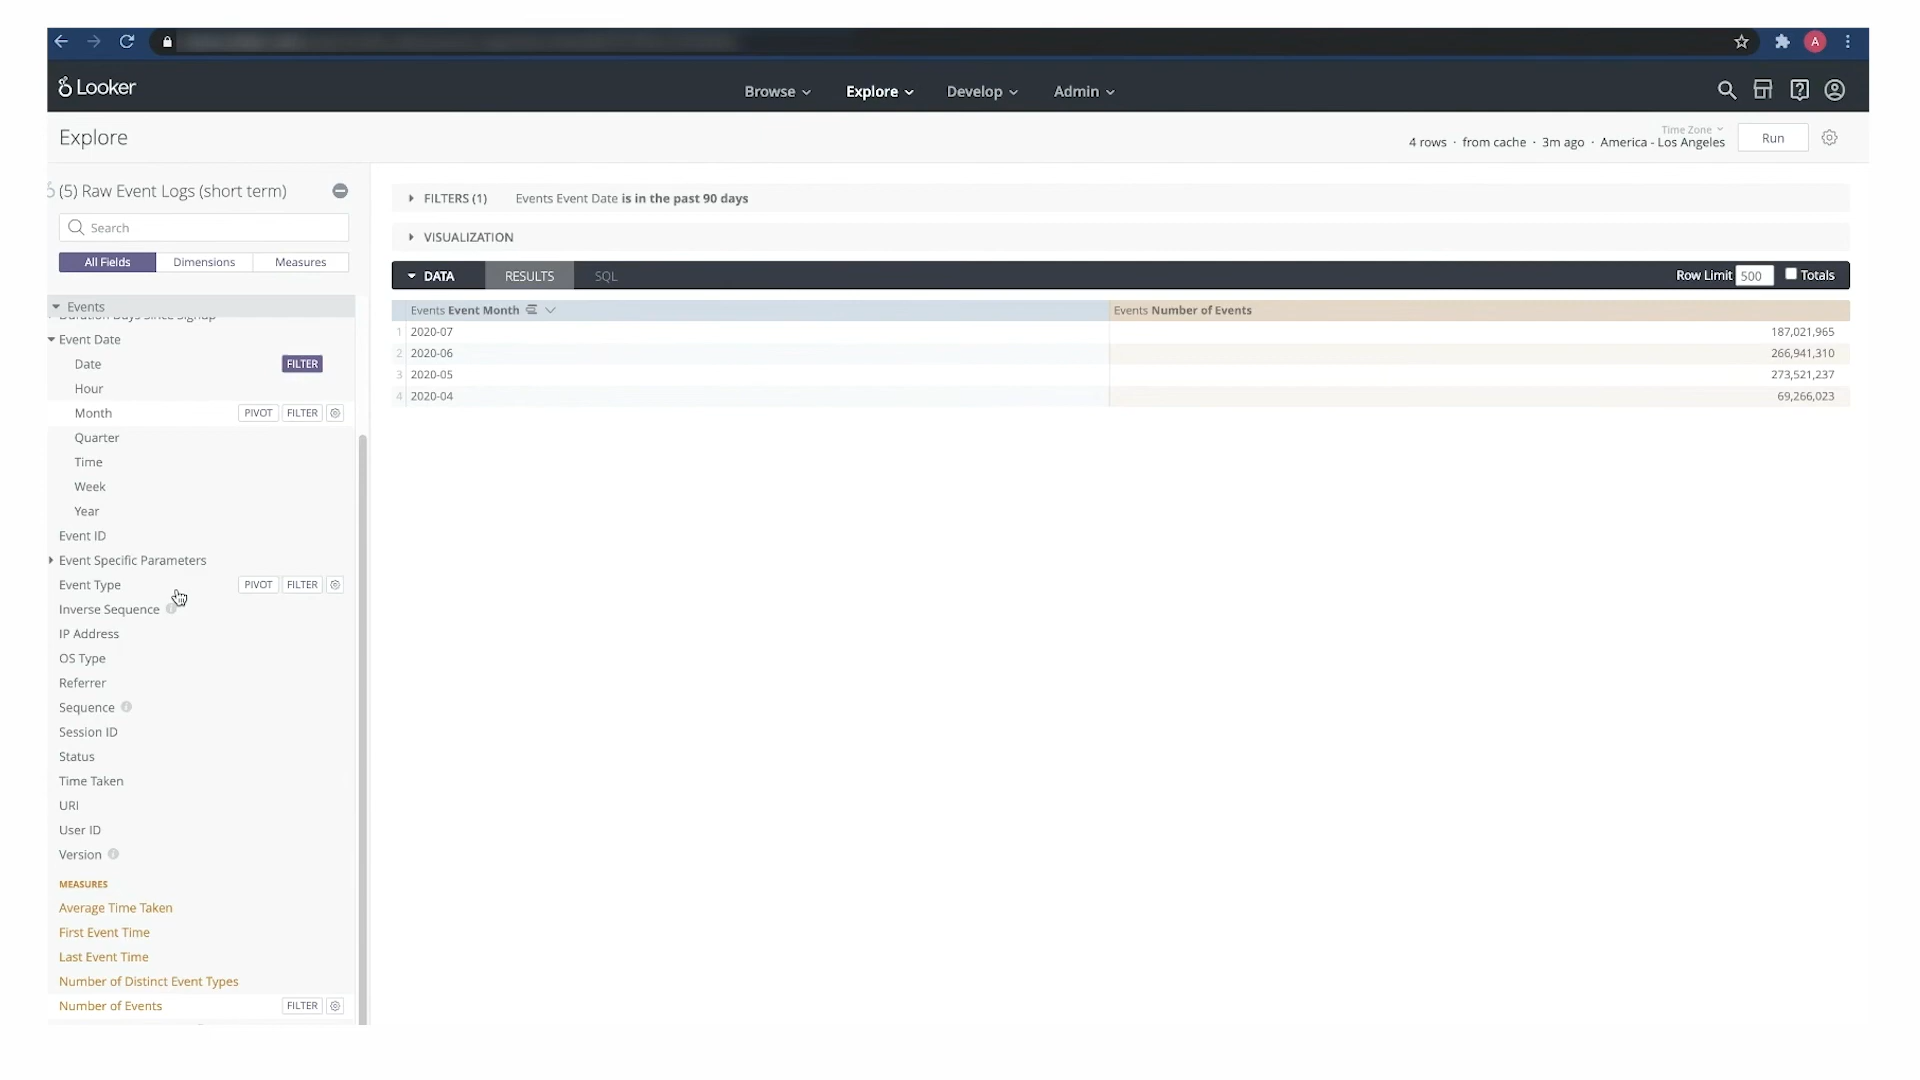 A
Looker
Browse Explore Develop Admin
Explore
Time Zone
4 rows · from cache · 3m ago · America - Los Angeles
Run
(5) Raw Event Logs (short term)
Search
All Fields Dimensions Measures
Events
Duration Days Since Signup
Event Date
Date FILTER
Hour
Month PIVOT FILTER
Quarter
Time
Week
Year
Event ID
Event Specific Parameters
Event Type PIVOT FILTER
Inverse Sequence
IP Address
OS Type
Referrer
Sequence
Session ID
Status
Time Taken
URI
User ID
Version
MEASURES
Average Time Taken
First Event Time
Last Event Time
Number of Distinct Event Types
Number of Events FILTER
FILTERS (1) Events Event Date is in the past 90 days
VISUALIZATION
DATA RESULTS SQL Row Limit 500 Totals
Events Event Month Events Number of Events
1 2020-07 187,021,965
2 2020-06 266,941,310
3 2020-05 273,521,237
4 2020-04 69,266,023